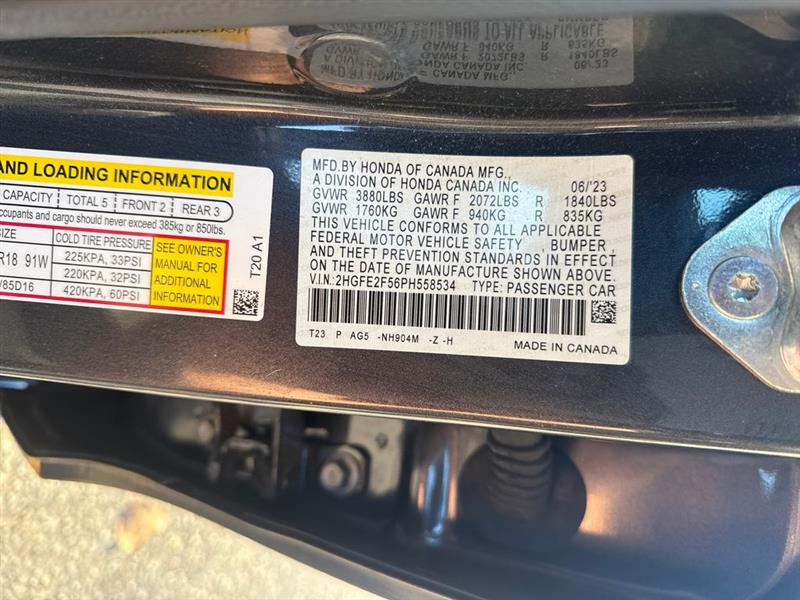 AND LOADING INFORMATION
CAPACITY TOTAL 5 FRONT 2 REAR 3
ccupants and cargo should never exceed 385kg or 850lbs.
SIZE COLD TIRE PRESSURE
R18 91W 225KPA, 33PSI
220KPA, 32PSI
/85D16 420KPA, 60PSI
SEE OWNER'S
MANUAL FOR
ADDITIONAL
INFORMATION
T20 A1
MFD.BY HONDA OF CANADA MFG.,
A DIVISION OF HONDA CANADA INC. 06/'23
GVWR 3880LBS GAWR F 2072LBS R 1840LBS
GVWR 1760KG GAWR F 940KG R 835KG
THIS VEHICLE CONFORMS TO ALL APPLICABLE
FEDERAL MOTOR VEHICLE SAFETY , BUMPER ,
AND THEFT PREVENTION STANDARDS IN EFFECT
ON THE DATE OF MANUFACTURE SHOWN ABOVE.
V.I.N.:2HGFE2F56PH558534 TYPE: PASSENGER CAR
T23 P AG5 -NH904M -Z -H
MADE IN CANADA